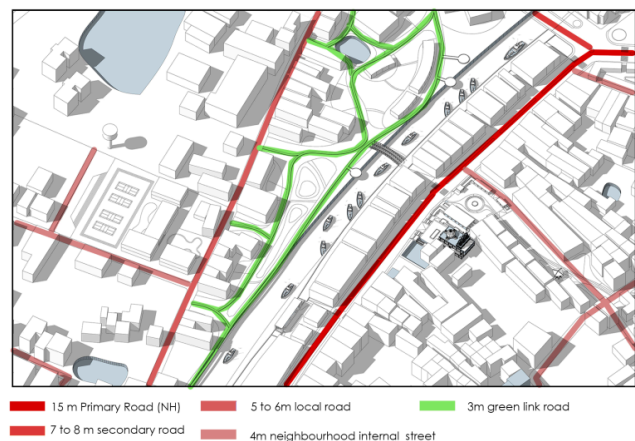 15 m Primary Road (NH)
5 to 6m local road
3m green link road
7 to 8 m secondary road
4m neighbourhood internal street